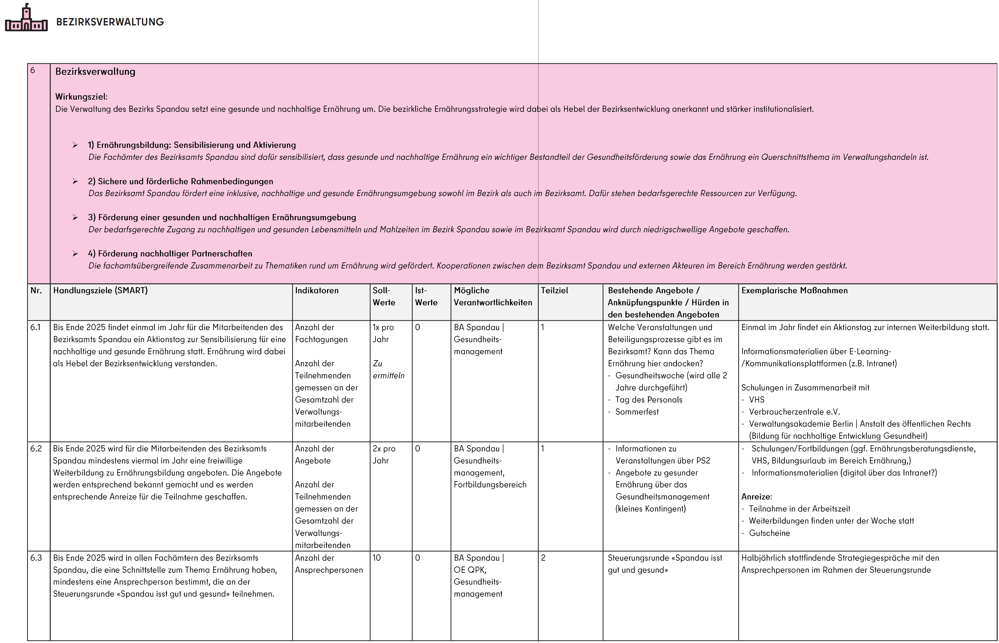 BEZIRKSVERWALTUNG
6
Bezirksverwaltung
Wirkungsziel:
Die Verwaltung des Bezirks Spandau setzt eine gesunde und nachhaltige Ernährung um. Die bezirkliche Ernährungsstrategie wird dabei als Hebel der Bezirksentwicklung anerkannt und stärker institutionalisiert.
➢ 1) Ernährungsbildung: Sensibilisierung und Aktivierung
Die Fachämter des Bezirksamts Spandau sind dafür sensibilisiert, dass gesunde und nachhaltige Ernährung ein wichtiger Bestandteil der Gesundheitsförderung sowie das Ernährung ein Querschnittsthema im Verwaltungshandeln ist.
➢ 2) Sichere und förderliche Rahmenbedingungen
Das Bezirksamt Spandau fördert eine inklusive, nachhaltige und gesunde Ernährungsumgebung sowohl im Bezirk als auch im Bezirksamt. Dafür stehen bedarfsgerechte Ressourcen zur Verfügung.
➢ 3) Förderung einer gesunden und nachhaltigen Ernährungsumgebung
Der bedarfsgerechte Zugang zu nachhaltigen und gesunden Lebensmitteln und Mahlzeiten im Bezirk Spandau sowie im Bezirksamt Spandau wird durch niedrigschwellige Angebote geschaffen.
➢ 4) Förderung nachhaltiger Partnerschaften
Die fachamtsübergreifende Zusammenarbeit zu Thematiken rund um Ernährung wird gefördert. Kooperationen zwischen dem Bezirksamt Spandau und externen Akteuren im Bereich Ernährung werden gestärkt.
Nr.
Handlungsziele (SMART)
Indikatoren
Soll-
Werte
Ist-
Werte
Mögliche
Verantwortlichkeiten
Teilziel
Bestehende Angebote /
Anknüpfungspunkte / Hürden in
den bestehenden Angeboten
Exemplarische Maßnahmen
6.1
Bis Ende 2025 findet einmal im Jahr für die Mitarbeitenden des
Bezirksamts Spandau ein Aktionstag zur Sensibilisierung für eine
nachhaltige und gesunde Ernährung statt. Ernährung wird dabei
als Hebel der Bezirksentwicklung verstanden.
Anzahl der
Fachtagungen
Anzahl der
Teilnehmenden
gemessen an der
Gesamtzahl der
Verwaltungs-
mitarbeitenden
1x pro
Jahr
Zu
ermitteln
0
BA Spandau |
Gesundheits-
management
1
Welche Veranstaltungen und
Beteiligungsprozesse gibt es im
Bezirksamt? Kann das Thema
Ernährung hier andocken?
- Gesundheitswoche (wird alle 2
Jahre durchgeführt)
- Tag des Personals
- Sommerfest
Einmal im Jahr findet ein Aktionstag zur internen Weiterbildung statt.
Informationsmaterialien über E-Learning-
/Kommunikationsplattformen (z.B. Intranet)
Schulungen in Zusammenarbeit mit
- VHS
- Verbraucherzentrale e.V.
- Verwaltungsakademie Berlin | Anstalt des öffentlichen Rechts
(Bildung für nachhaltige Entwicklung Gesundheit)
6.2
Bis Ende 2025 wird für die Mitarbeitenden des Bezirksamts
Spandau mindestens viermal im Jahr eine freiwillige
Weiterbildung zu Ernährungsbildung angeboten. Die Angebote
werden entsprechend bekannt gemacht und es werden
entsprechende Anreize für die Teilnahme geschaffen.
Anzahl der
Angebote
Anzahl der
Teilnehmenden
gemessen an der
Gesamtzahl der
Verwaltungs-
mitarbeitenden
2x pro
Jahr
0
BA Spandau |
Gesundheits-
management,
Fortbildungsbereich
1
- Informationen zu
Veranstaltungen über PS2
- Angebote zu gesunder
Ernährung über das
Gesundheitsmanagement
(kleines Kontingent)
- Schulungen/Fortbildungen (ggf. Ernährungsberatungsdienste,
VHS, Bildungsurlaub im Bereich Ernährung,)
- Informationsmaterialien (digital über das Intranet?)
Anreize:
- Teilnahme in der Arbeitszeit
- Weiterbildungen finden unter der Woche statt
- Gutscheine
6.3
Bis Ende 2025 wird in allen Fachämtern des Bezirksamts
Spandau, die eine Schnittstelle zum Thema Ernährung haben,
mindestens eine Ansprechperson bestimmt, die an der
Steuerungsrunde «Spandau isst gut und gesund» teilnehmen.
Anzahl der
Ansprechpersonen
10
0
BA Spandau |
OE QPK,
Gesundheits-
management
2
Steuerungsrunde «Spandau isst
gut und gesund»
Halbjährlich stattfindende Strategiegespräche mit den
Ansprechpersonen im Rahmen der Steuerungsrunde